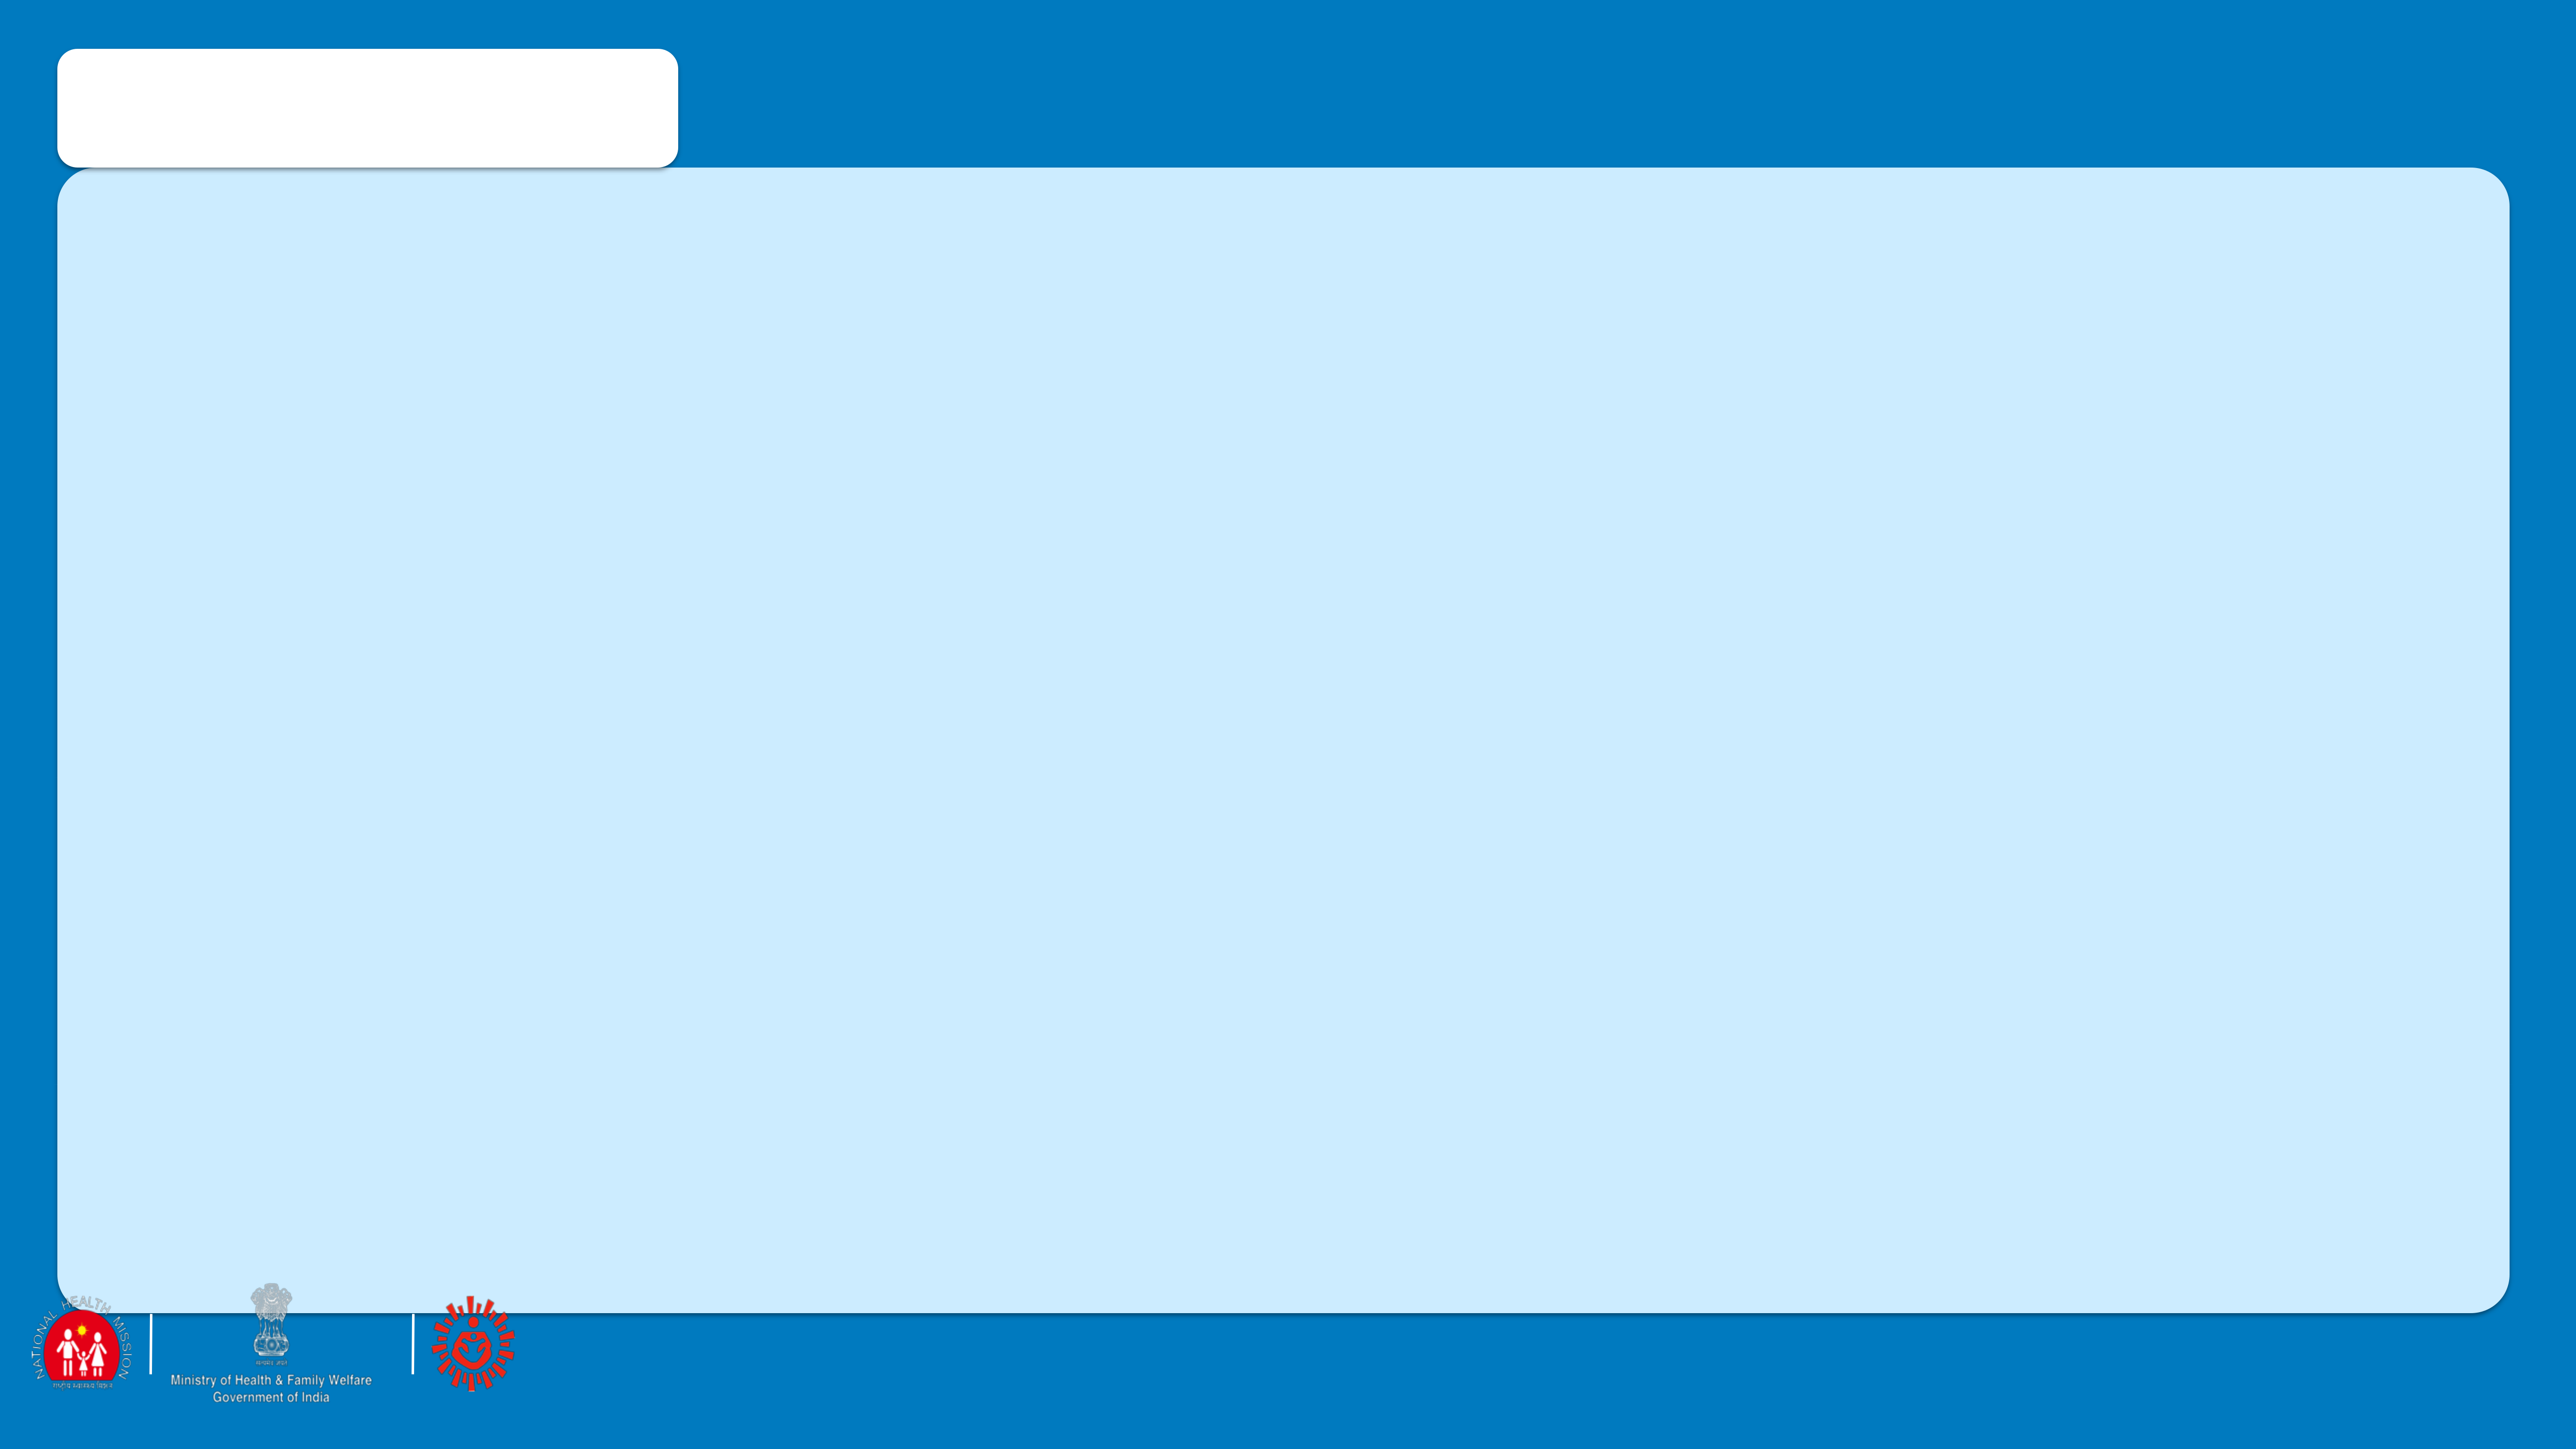 NATIONAL HEALTH MISSION
Ministry of Health & Family Welfare
Government of India